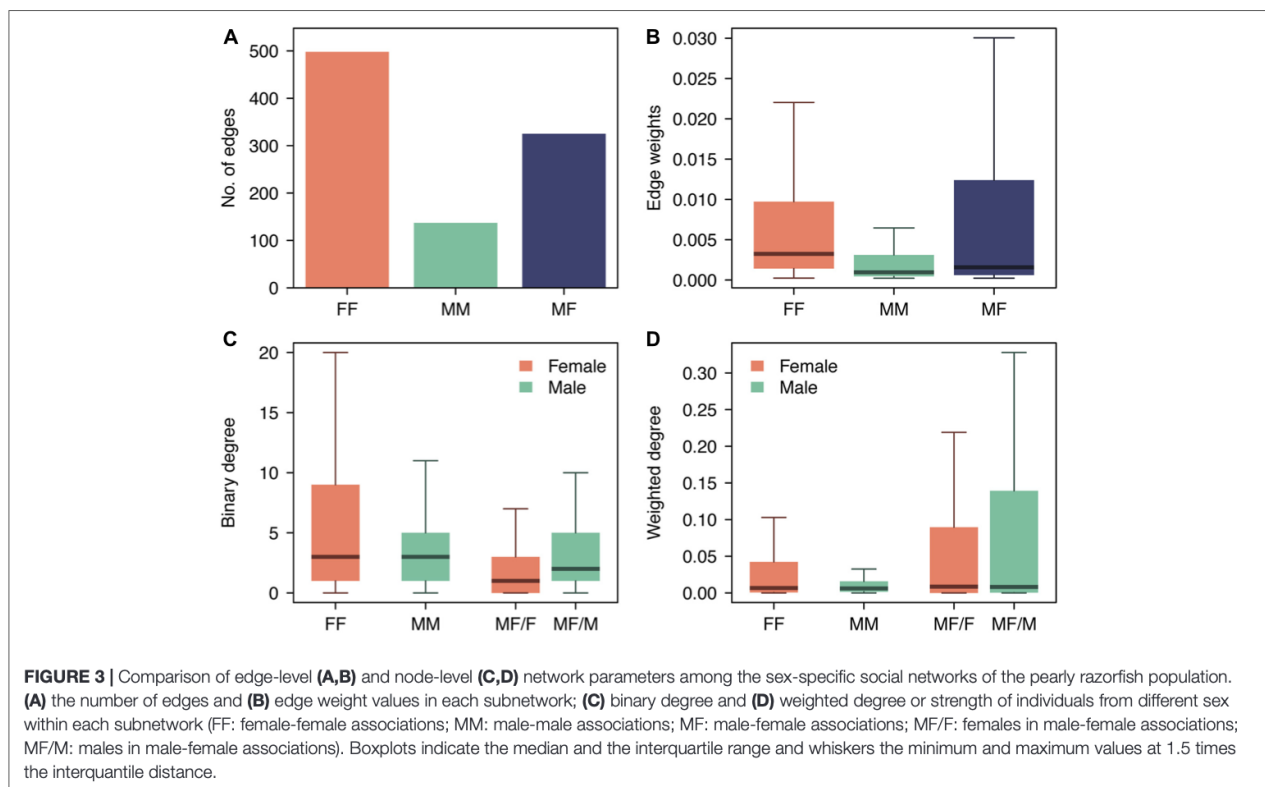 A
500
400
300
200
100
0
No. of edges
FF MM MF
B
0.030
0.025
0.020
0.015
0.010
0.005
0.000
Edge weights
FF MM MF
C
20
15
10
5
0
Binary degree
Female
Male
FF MM MF/F MF/M
D
0.30
0.25
0.20
0.15
0.10
0.05
0.00
Weighted degree
Female
Male
FF MM MF/F MF/M
FIGURE 3 | Comparison of edge-level (A,B) and node-level (C,D) network parameters among the sex-specific social networks of the pearly razorfish population.
(A) the number of edges and (B) edge weight values in each subnetwork; (C) binary degree and (D) weighted degree or strength of individuals from different sex
within each subnetwork (FF: female-female associations; MM: male-male associations; MF: male-female associations; MF/F: females in male-female associations;
MF/M: males in male-female associations). Boxplots indicate the median and the interquartile range and whiskers the minimum and maximum values at 1.5 times
the interquantile distance.